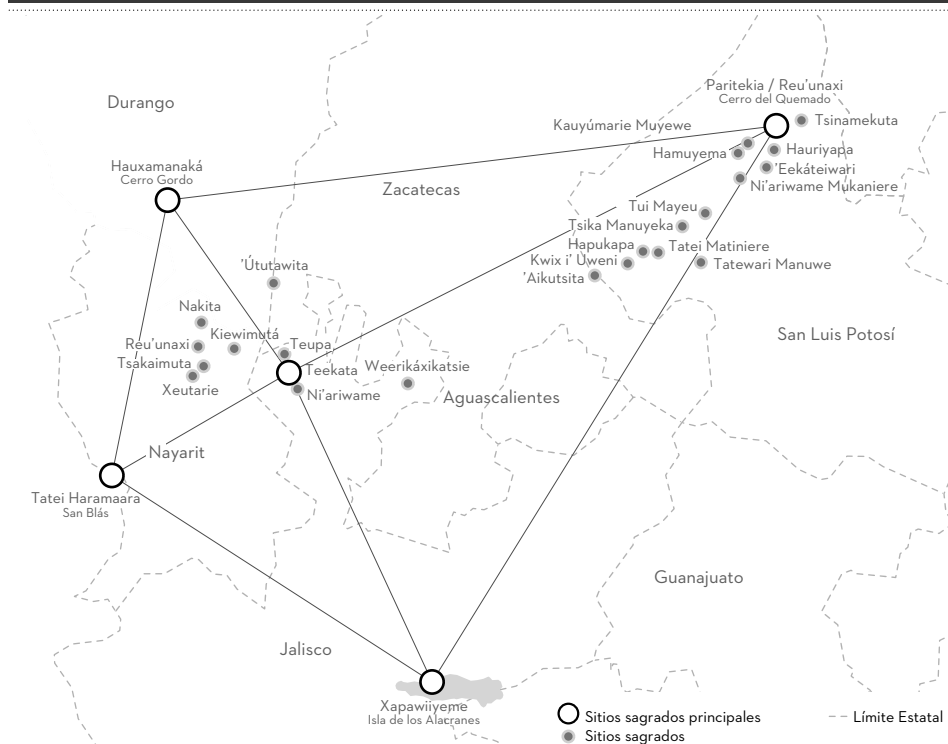 Paritekia / Reu'unaxi
Cerro del Quemado
Durango
Tsinamekuta
Kauyúmarie Muyewe
Hamuyema
Hauriyapa
Hauxamanaká
Cerro Gordo
'Eekáteiwari
Ni'ariwame Mukaniere
Zacatecas
Tui Mayeu
Tsika Manuyeka
Hapukapa
Tatei Matiniere
Kwix i' Uweni
Tatewari Manuwe
'Aikutsita
'Útutawita
Nakita
Kiewimutá
San Luis Potosí
Reu'unaxi
Teupa
Tsakaimuta
Teekata
Weerikáxikatsie
Xeutarie
Ni'ariwame
Aguascalientes
Nayarit
Tatei Haramaara
San Blás
Guanajuato
Jalisco
Xapawiiyeme
Isla de los Alacranes
Sitios sagrados principales
Límite Estatal
Sitios sagrados